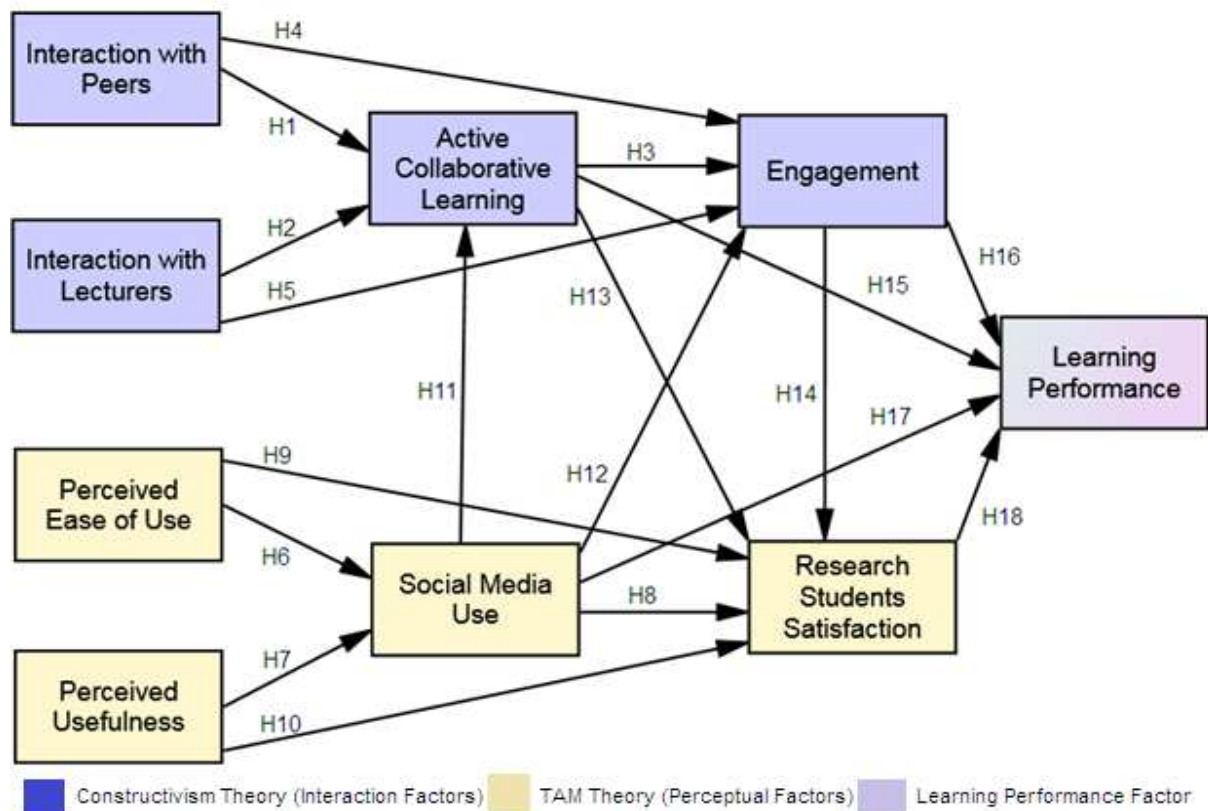 Interaction with
Peers
H4
H1
Active
Collaborative
Learning
H3
Engagement
Interaction with
Lecturers
H2
H5
H16
H15
H13
Learning
Performance
H11
H14
H17
H9
H12
Perceived
Ease of Use
H6
Social Media
Use
H8
Research
Students
Satisfaction
H18
H7
Perceived
Usefulness
H10
Constructivism Theory (Interaction Factors)
TAM Theory (Perceptual Factors)
Learning Performance Factor